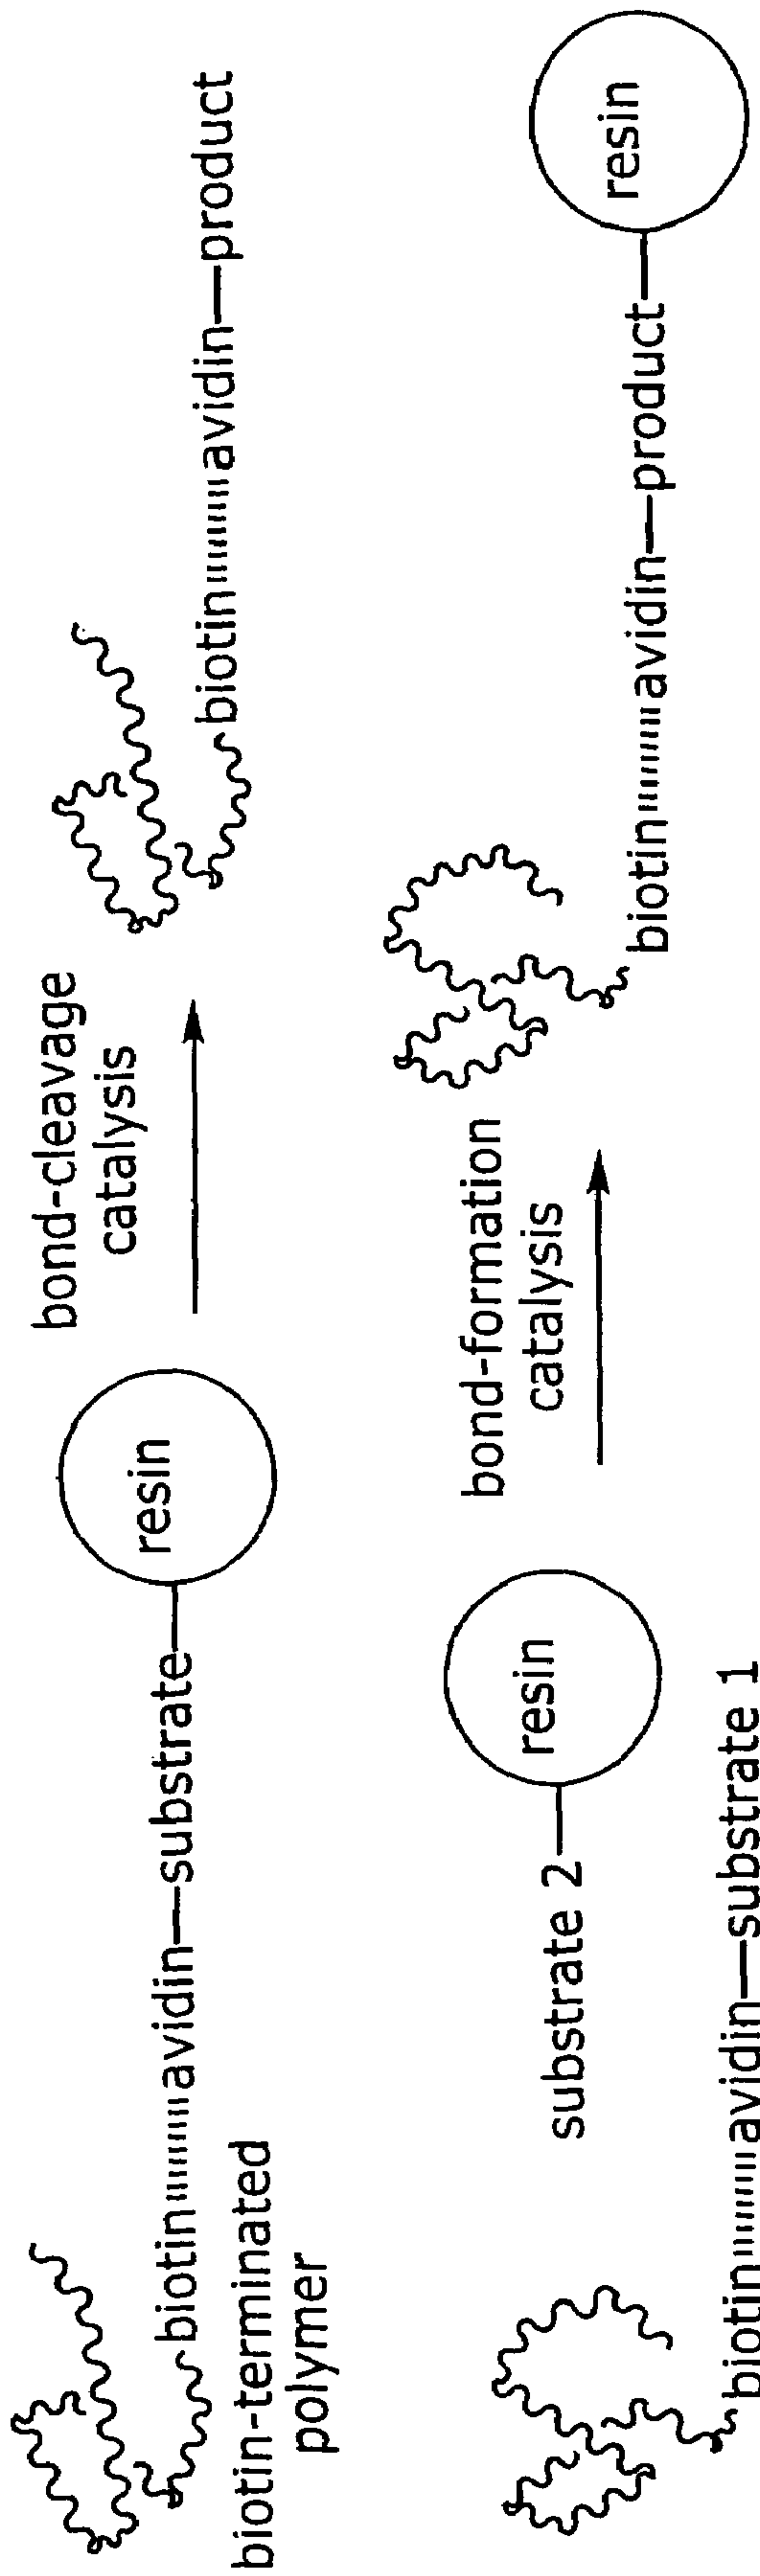 biotin avidin—substrate— resin
biotin-terminated
polymer
bond-cleavage
catalysis
biotin avidin—product
substrate 2— resin
biotin avidin—substrate 1
bond-formation
catalysis
biotin avidin—product— resin